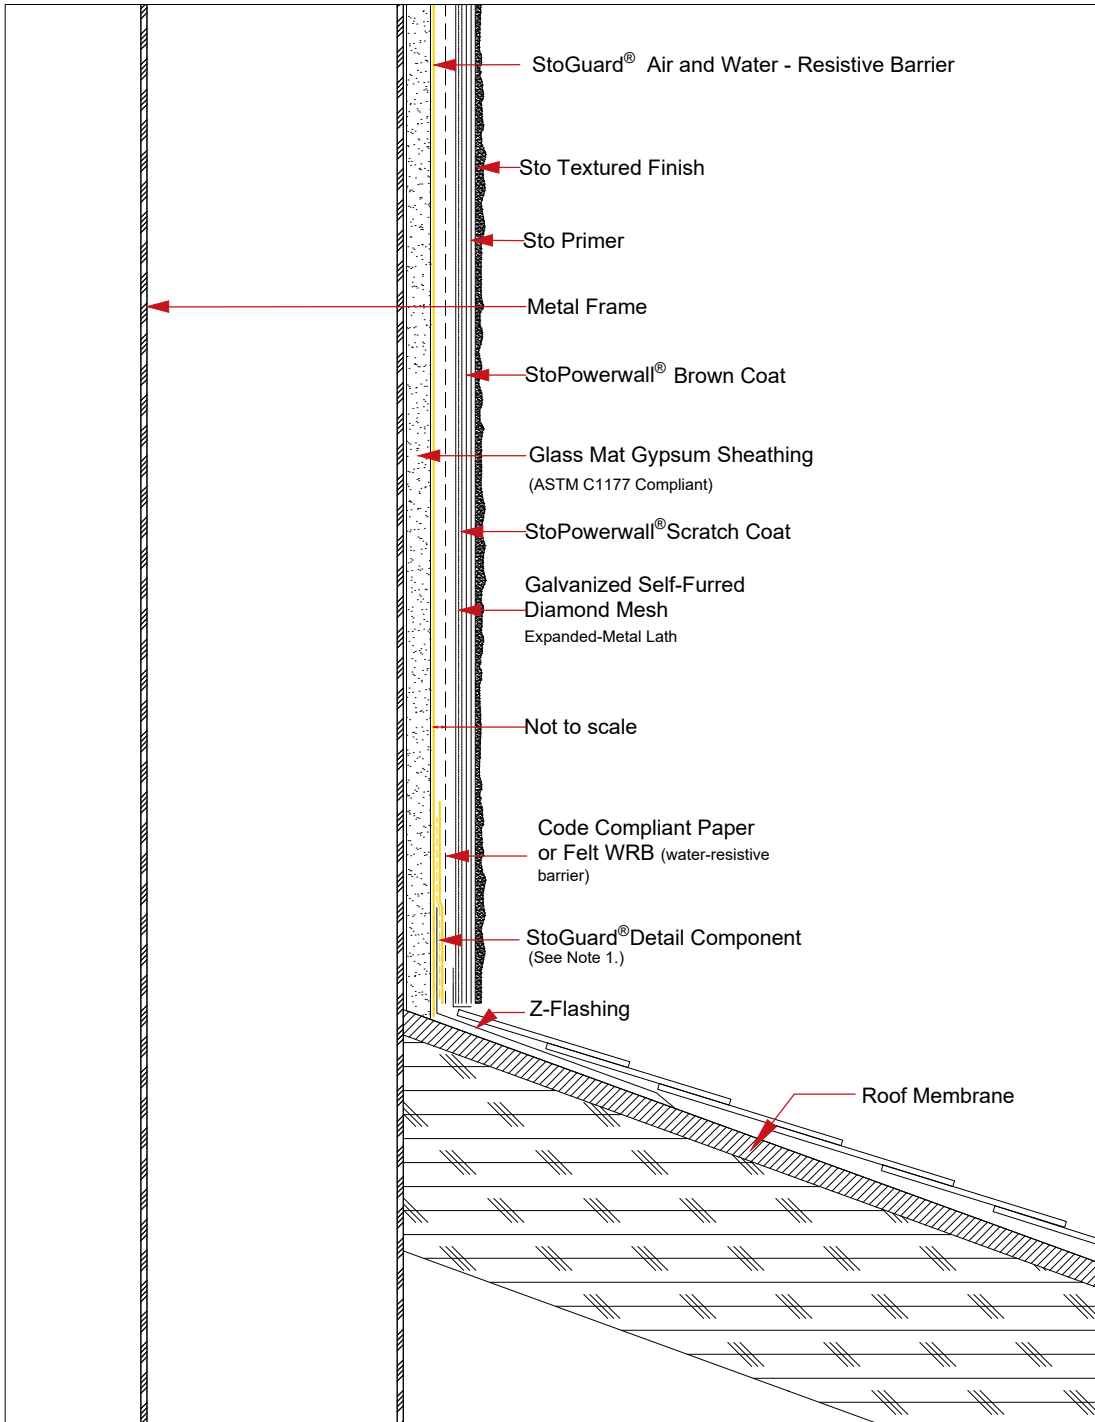 StoGuard® Air and Water - Resistive Barrier
Sto Textured Finish
Sto Primer
Metal Frame
StoPowerwall® Brown Coat
Glass Mat Gypsum Sheathing
(ASTM C1177 Compliant)
StoPowerwall® Scratch Coat
Galvanized Self-Furred
Diamond Mesh
Expanded-Metal Lath
Not to scale
Code Compliant Paper
or Felt WRB (water-resistive
barrier)
StoGuard® Detail Component
(See Note 1.)
Z-Flashing
Roof Membrane